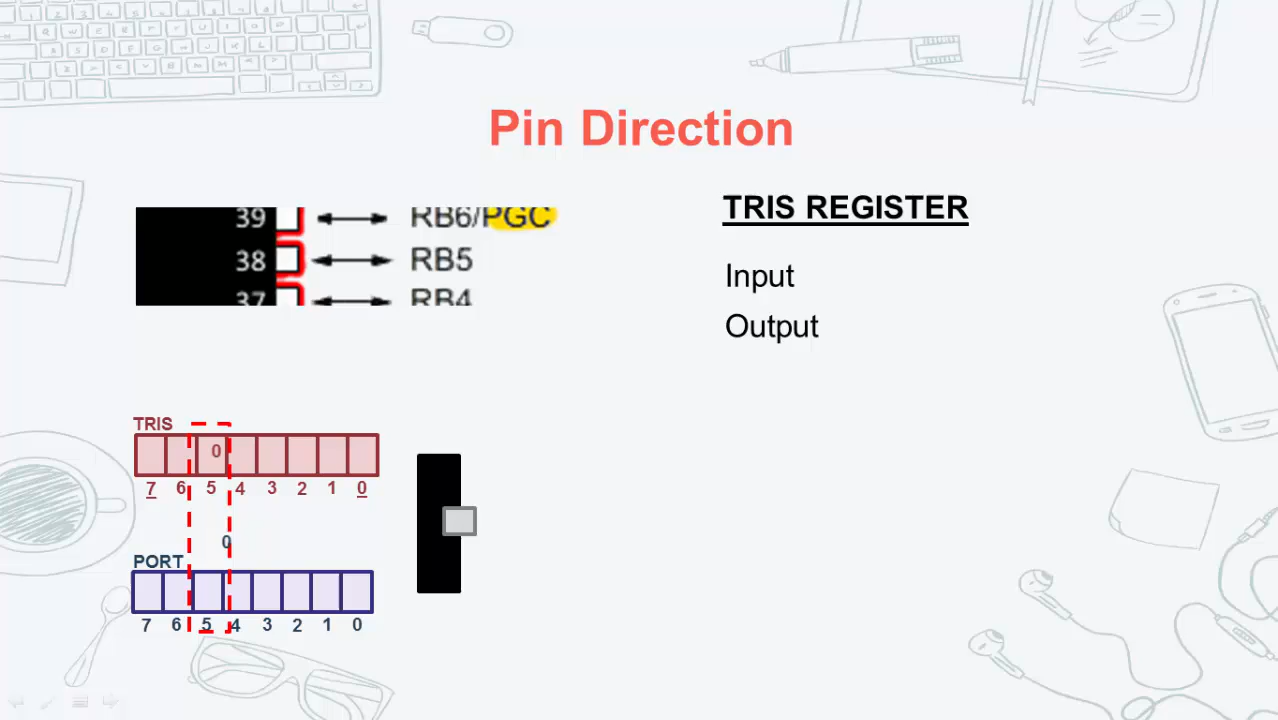 Pin Direction
39 RB6/PGC
38 RB5
37 RB4
TRIS REGISTER
Input
Output
TRIS
0
7 6 5 4 3 2 1 0
0
PORT
7 6 5 4 3 2 1 0